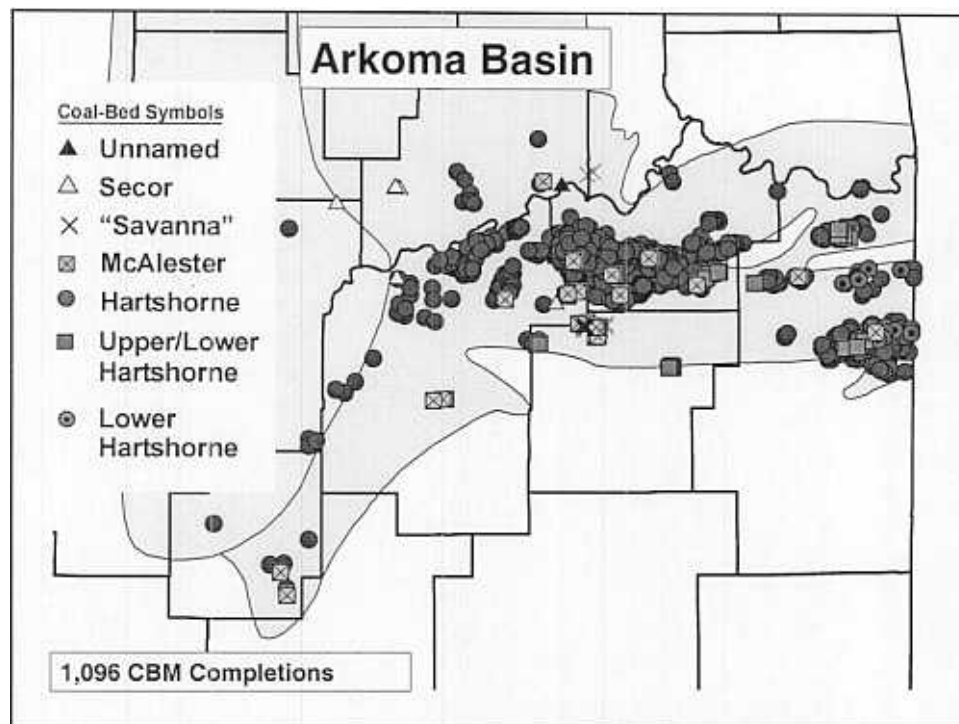 Arkoma Basin
Coal-Bed Symbols
Unnamed
Secor
“Savanna”
McAlester
Hartshorne
Upper/Lower
Hartshorne
Lower
Hartshorne
1,096 CBM Completions